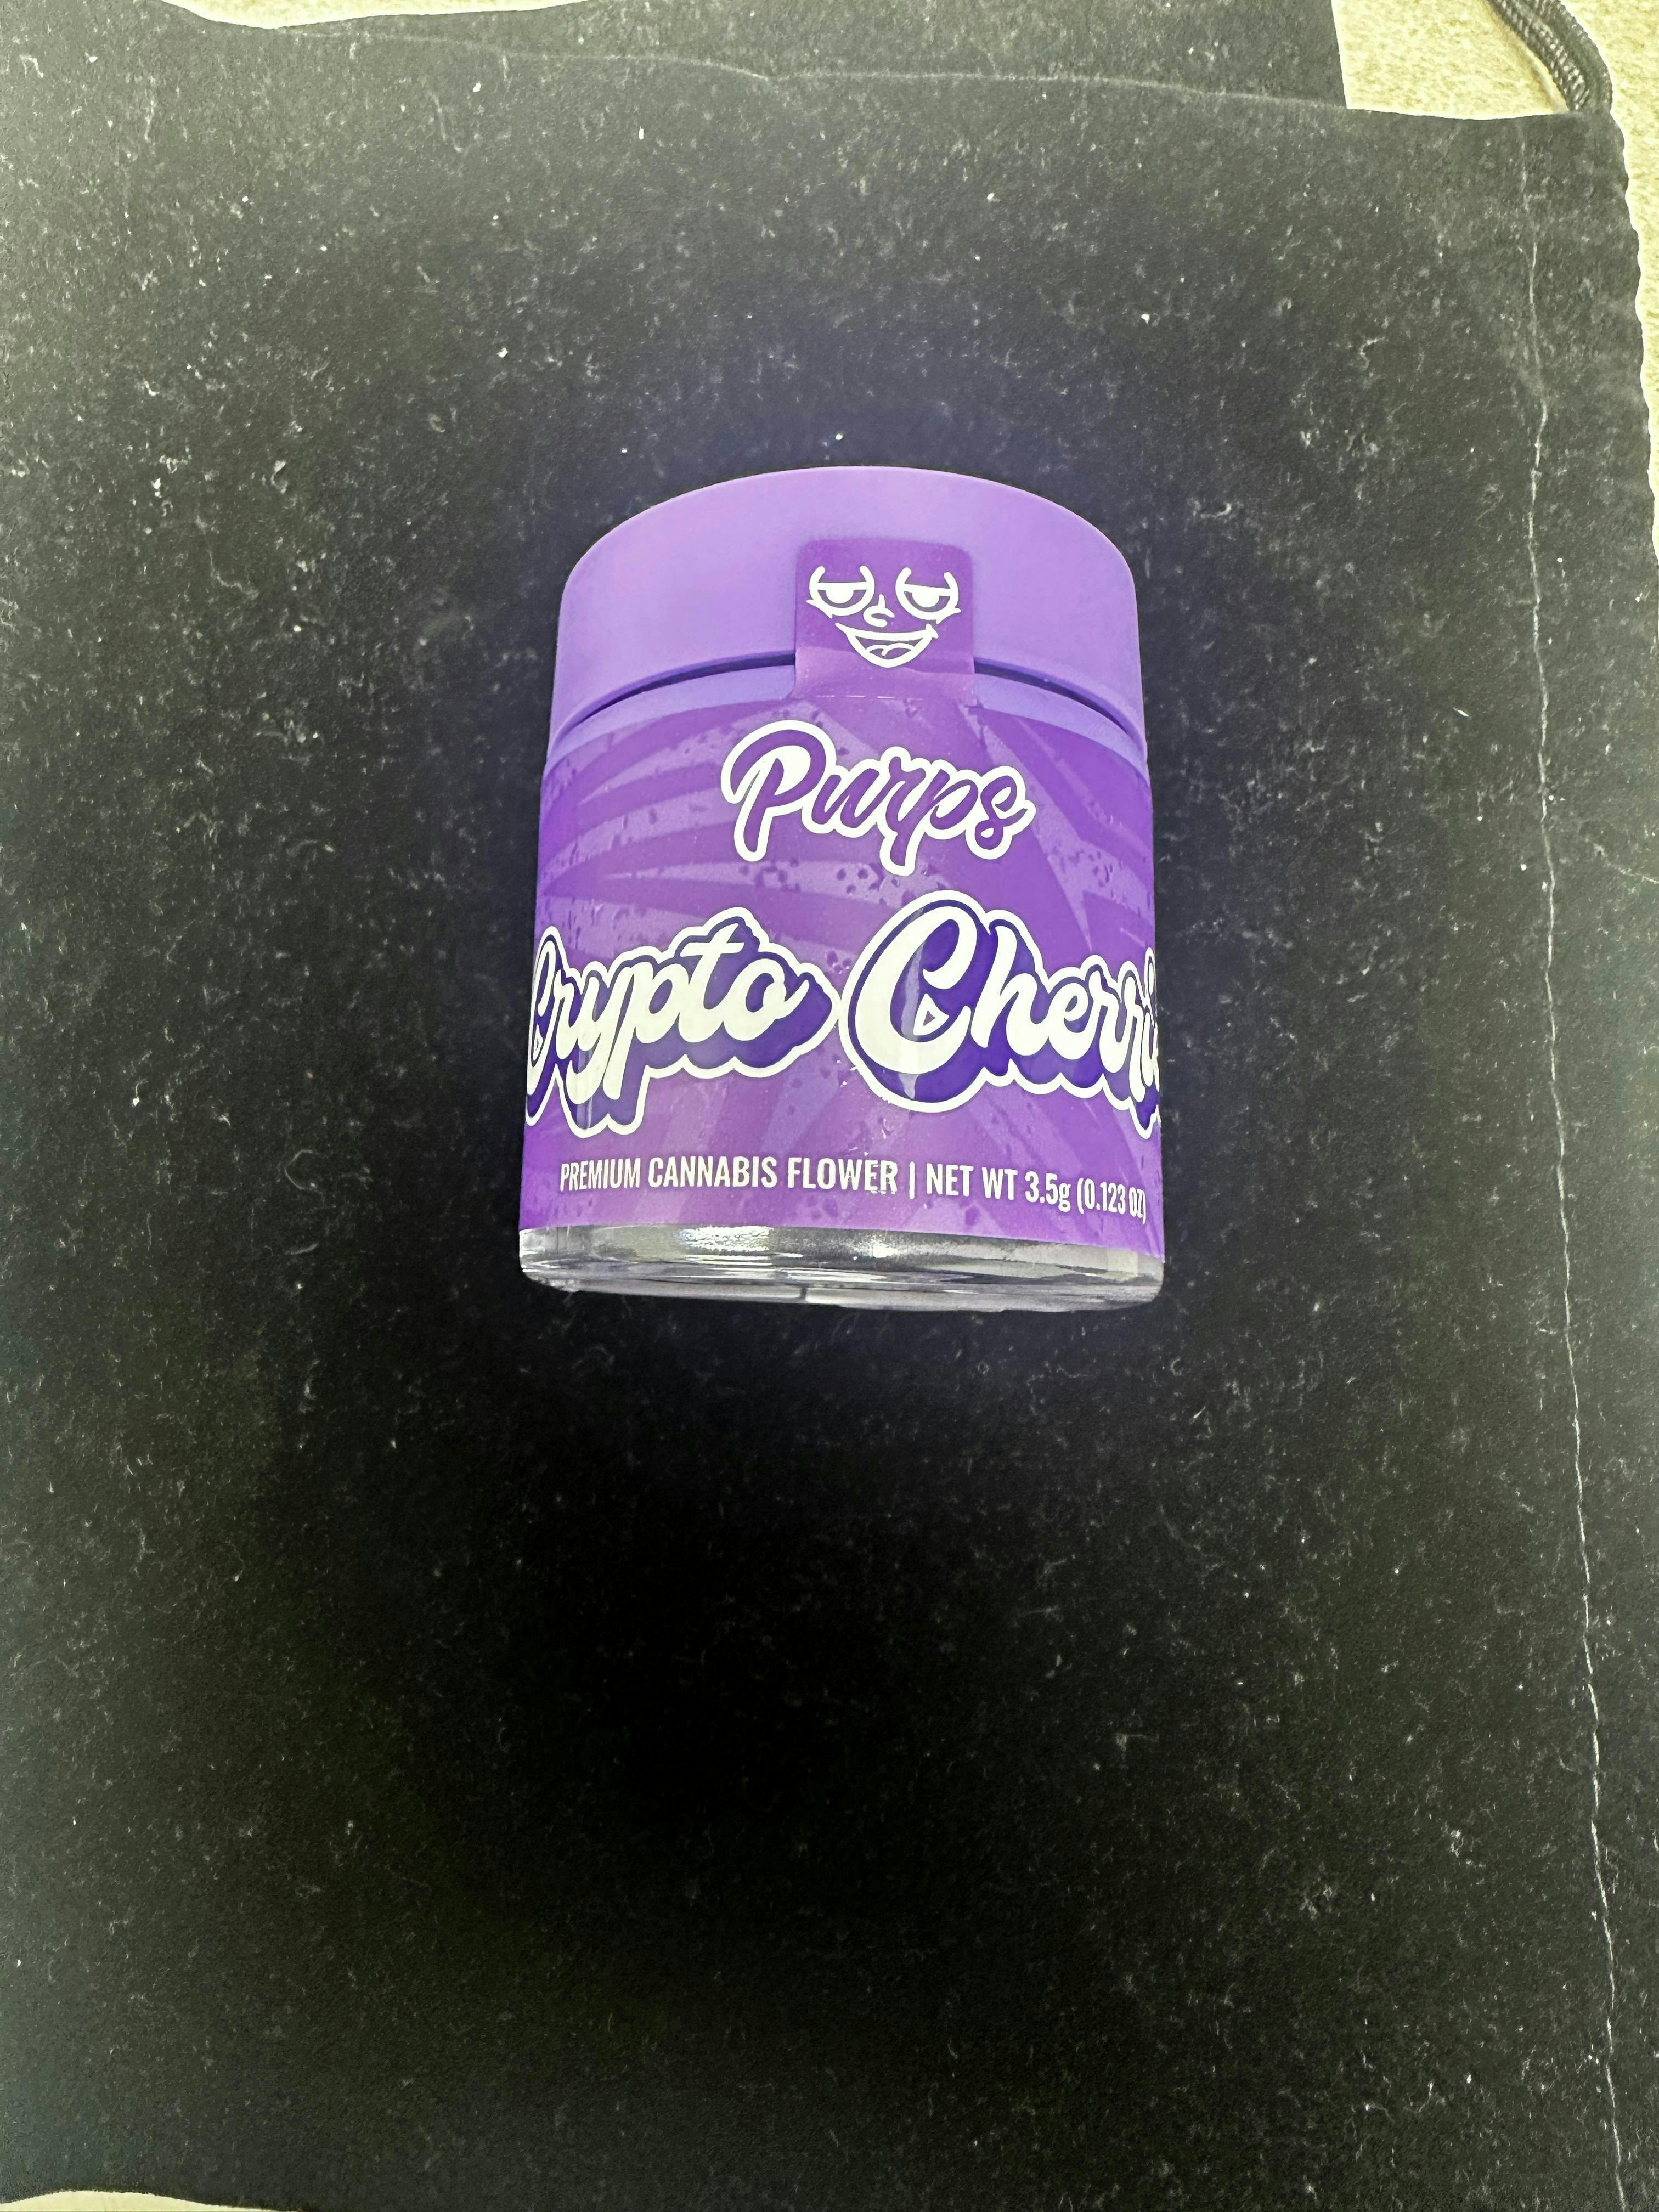 Purps
Crypto Cherri
PREMIUM CANNABIS FLOWER | NET WT 3.5g (0.123 OZ)